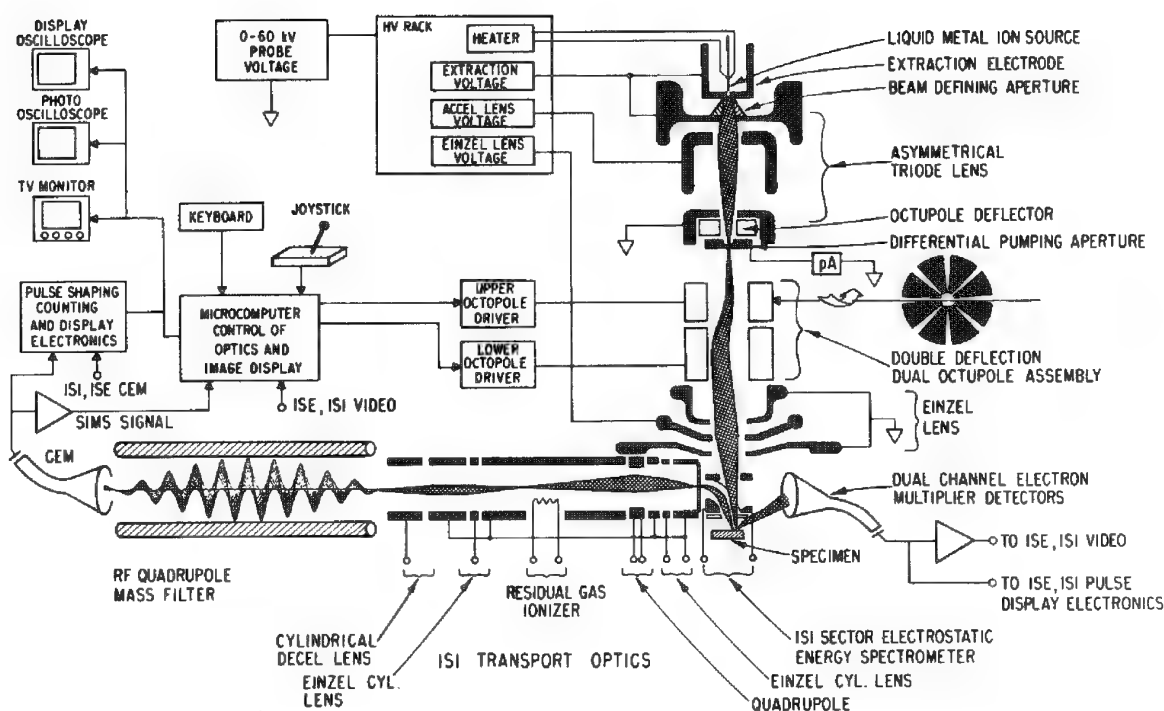 DISPLAY
OSCILLOSCOPE
PHOTO
OSCILLOSCOPE
TV MONITOR
0-60 kV
PROBE
VOLTAGE
HV RACK
HEATER
EXTRACTION
VOLTAGE
ACCEL LENS
VOLTAGE
EINZEL LENS
VOLTAGE
LIQUID METAL ION SOURCE
EXTRACTION ELECTRODE
BEAM DEFINING APERTURE
ASYMMETRICAL
TRIODE LENS
OCTUPOLE DEFLECTOR
DIFFERENTIAL PUMPING APERTURE
pA
KEYBOARD
JOYSTICK
PULSE SHAPING
COUNTING
AND DISPLAY
ELECTRONICS
MICROCOMPUTER
CONTROL OF
OPTICS AND
IMAGE DISPLAY
UPPER
OCTOPOLE
DRIVER
LOWER
OCTOPOLE
DRIVER
DOUBLE DEFLECTION
DUAL OCTUPOLE ASSEMBLY
EINZEL
LENS
ISI, ISE CEM
SIMS SIGNAL
ISE, ISI VIDEO
CEM
DUAL CHANNEL ELECTRON
MULTIPLIER DETECTORS
SPECIMEN
TO ISE, ISI VIDEO
TO ISE, ISI PULSE
DISPLAY ELECTRONICS
RF QUADRUPOLE
MASS FILTER
RESIDUAL GAS
IONIZER
CYLINDRICAL
DECEL LENS
EINZEL CYL.
LENS
ISI TRANSPORT OPTICS
ISI SECTOR ELECTROSTATIC
ENERGY SPECTROMETER
EINZEL CYL. LENS
QUADRUPOLE